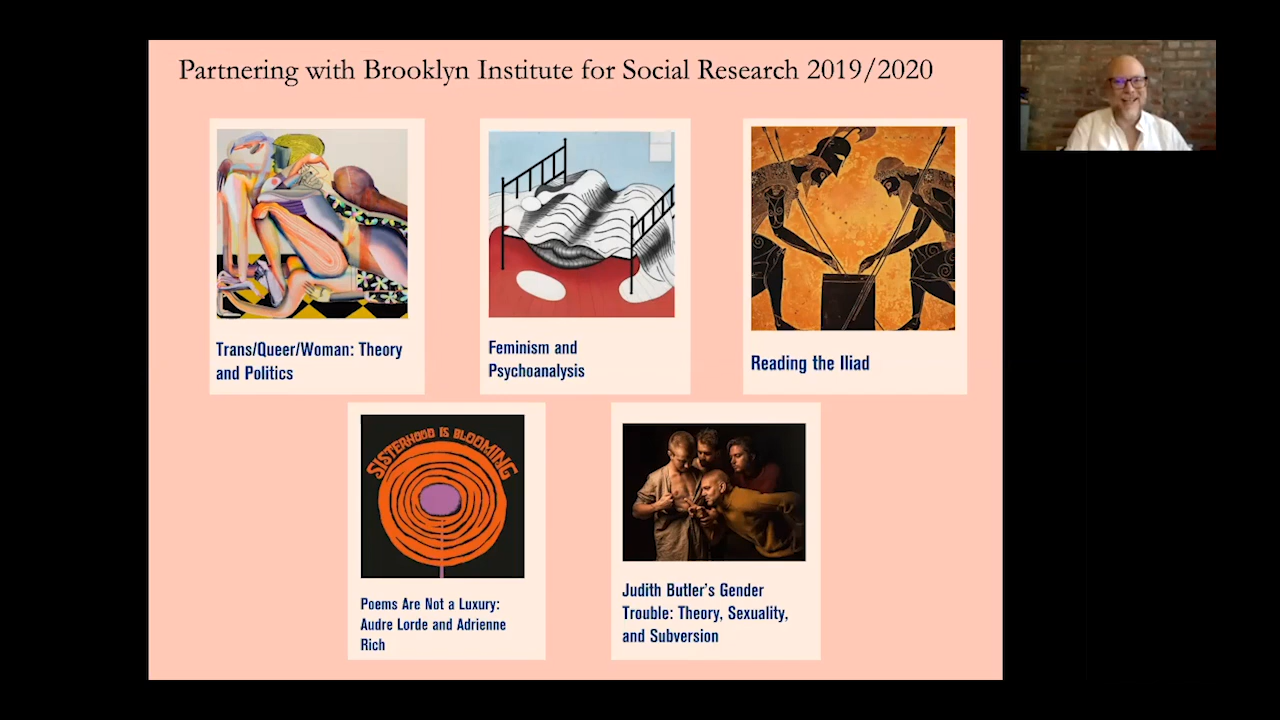 Partnering with Brooklyn Institute for Social Research 2019/2020
Trans/Queer/Woman: Theory
and Politics
Feminism and
Psychoanalysis
Reading the Iliad
SISTERHOOD IS BLOOMING
Poems Are Not a Luxury:
Audre Lorde and Adrienne
Rich
Judith Butler's Gender
Trouble: Theory, Sexuality,
and Subversion